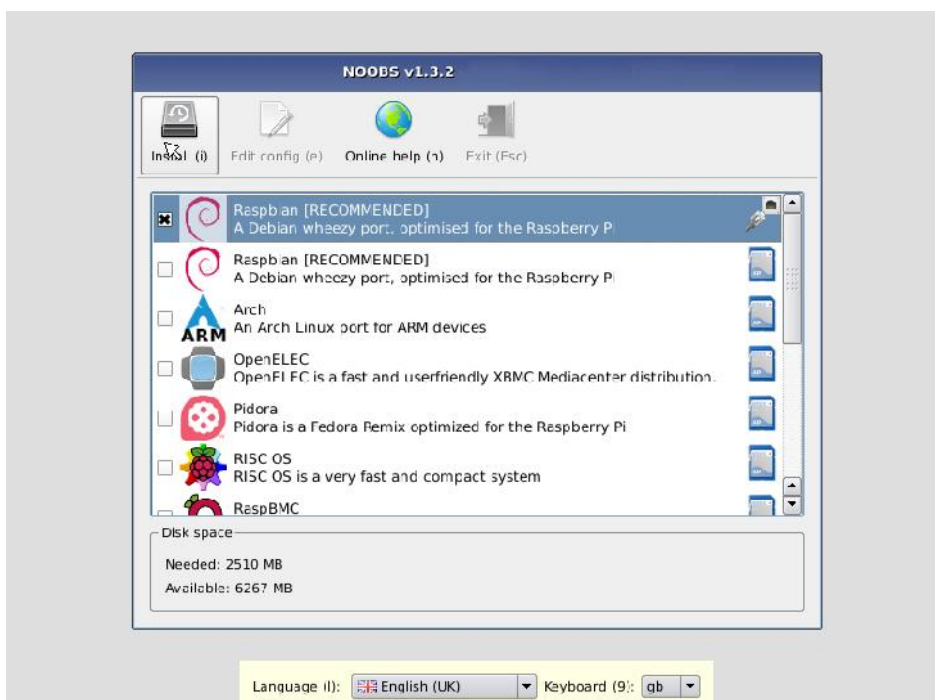 NOOBS v1.3.2
Install (i) Edit config (e) Online help (h) Exit (Esc)
Raspbian [RECOMMENDED]
A Debian wheezy port, optimised for the Raspberry Pi
Raspbian [RECOMMENDED]
A Debian wheezy port, optimised for the Raspberry Pi
Arch
An Arch Linux port for ARM devices
ARM
OpenELEC
OpenELEC is a fast and userfriendly XBMC Mediacenter distribution.
Pidora
Pidora is a Fedora Remix optimized for the Raspberry Pi
RISC OS
RISC OS is a very fast and compact system
RaspBMC
Disk space
Needed: 2510 MB
Available: 6267 MB
Language (l): English (UK) Keyboard (9): gb